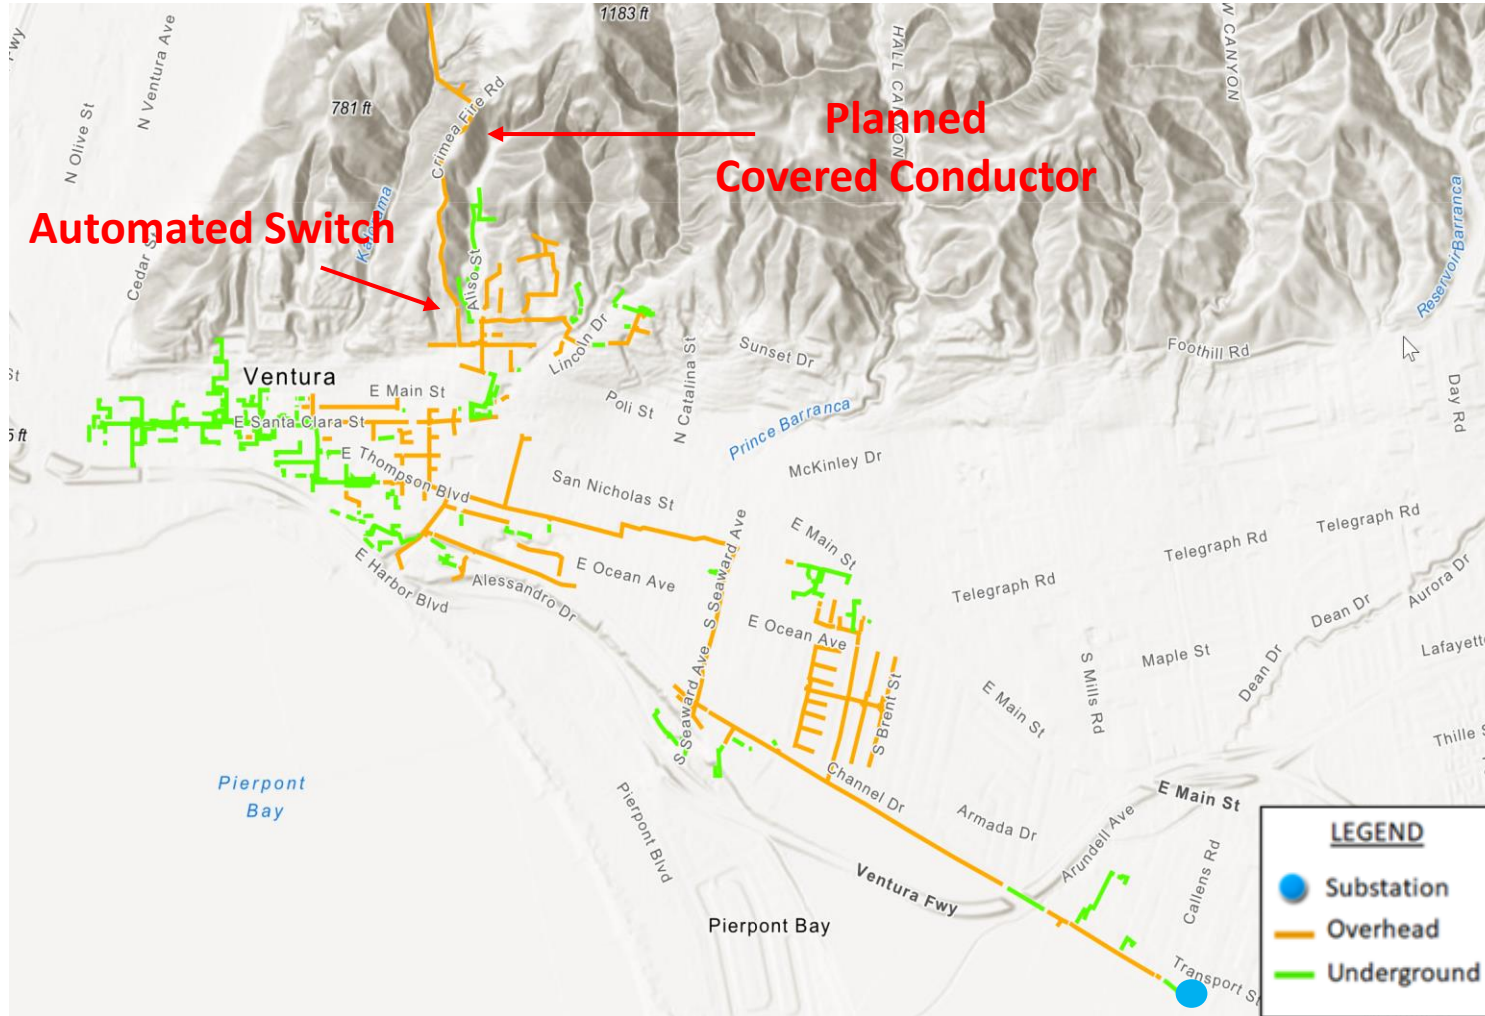 1183 ft
Fwy
N Ventura Ave
HALL CANYON
W CANYON
781 ft
N Olive St
Crimea Fire Rd
Planned
Covered Conductor
Automated Switch
Cedar S
Aliso St
Reservoir Barranca
Lincoln Dr
Sunset Dr
Foothill Rd
St
Ventura
E Main St
Poli St
N Catalina St
Day Rd
E Santa Clara St
Prince Barranca
5 ft
E Thompson Blvd
San Nicholas St
McKinley Dr
E Main St
Telegraph Rd
Telegraph Rd
Telegraph Rd
E Harbor Blvd
Alessandro Dr
E Ocean Ave
S Seaward Ave
E Ocean Ave
Dean Dr
Aurora Dr
S Seaward Ave
S Brent St
E Main St
S Mills Rd
Maple St
Dean Dr
Lafayette
Thille S
Pierpont
Bay
Pierpont Blvd
Channel Dr
Armada Dr
Arundell Ave
E Main St
Callens Rd
Ventura Fwy
Pierpont Bay
Transport St
LEGEND
Substation
Overhead
Underground